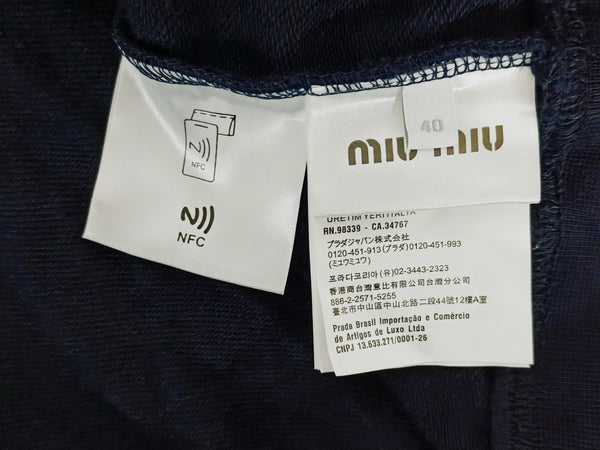 NFC
NFC
40
miu miu
ÜRETİM YERİ İTALYA
RN.98339 - CA.34767
プラダジャパン株式会社
0120-451-913 (プラダ) 0120-451-993
(ミュウミュウ)
프라다코리아 (유) 02-3443-2323
香港商台灣意比有限公司台灣分公司
886-2-2571-5255
臺北市中山區中山北路二段44號12樓A室
Prada Brasil Importação e Comércio
de Artigos de Luxo Ltda
CNPJ 13.633.271/0001-26